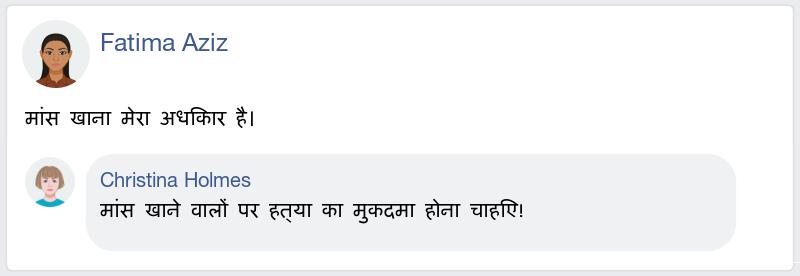 Fatima Aziz
मांस खाना मेरा अधिकार है।
Christina Holmes
मांस खाने वालों पर हत्या का मुकदमा होना चाहिए!